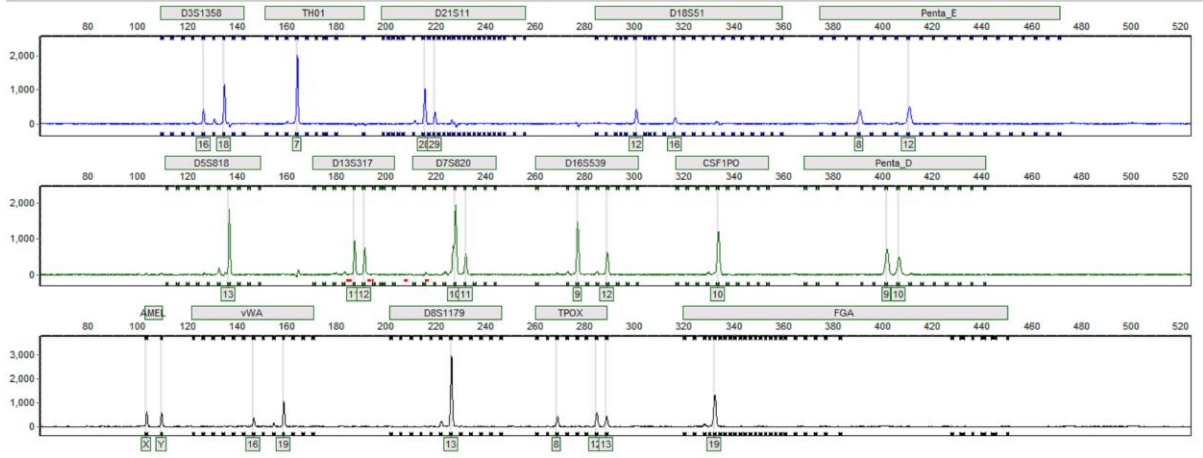 D3S1358 TH01 D21S11 D18S51 Penta_E
80 100 120 140 160 180 200 220 240 260 280 300 320 340 360 380 400 420 440 460 480 500 520
2,000
1,000
0
16 18 7 29 12 16 8 12
D5S818 D13S317 D7S820 D16S539 CSF1PO Penta_D
80 100 120 140 160 180 200 220 240 260 280 300 320 340 360 380 400 420 440 460 480 500 520
2,000
1,000
0
13 11 12 10 11 9 12 10 9 10
AMEL vWA D8S1179 TPOX FGA
80 100 120 140 160 180 200 220 240 260 280 300 320 340 360 380 400 420 440 460 480 500 520
3,000
2,000
1,000
0
X Y 16 19 13 8 12 13 19